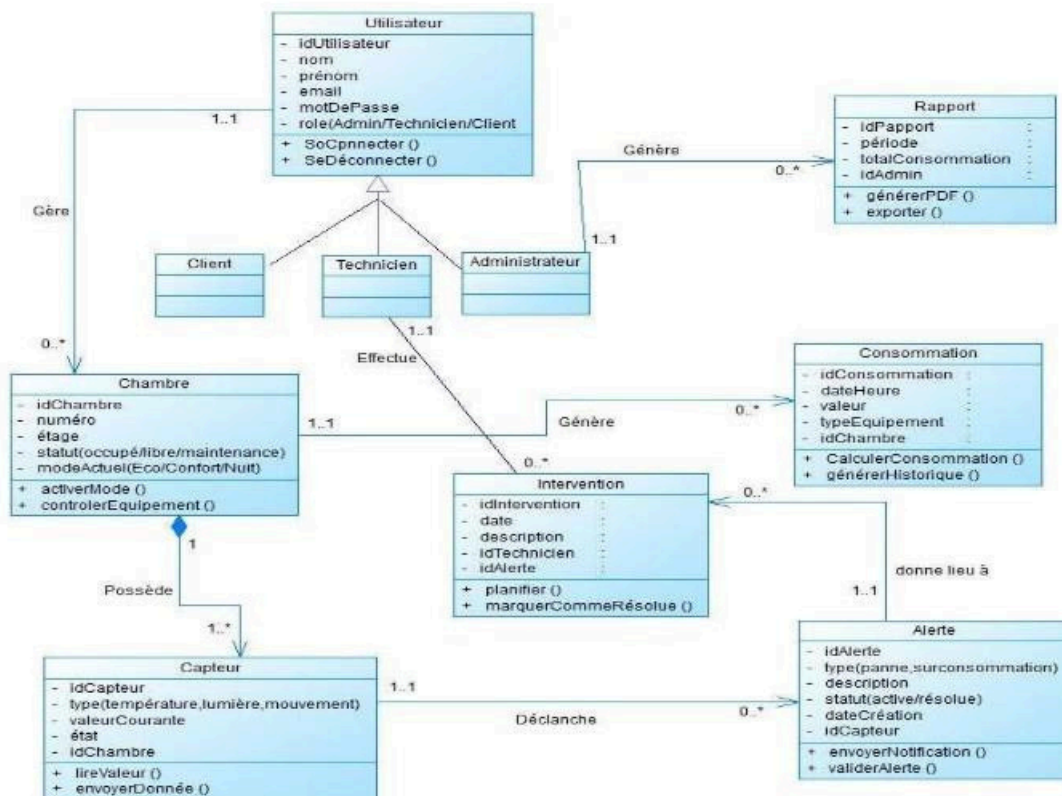 Utilisateur
- idUtilisateur
- nom
- prénom
- email
- motDePasse
- role(Admin/Technicien/Client
+ SoCpnnecter ()
+ SeDéconnecter ()
1..1
Gère
0..*
Client
Technicien
Administrateur
1..1
Génère
0..*
Rapport
- idPapport :
- période :
- totalConsommation :
- idAdmin :
+ générerPDF ()
+ exporter ()
1..1
Effectue
0..*
Chambre
- idChambre
- numéro
- étage
- statut(occupé/libre/maintenance)
- modeActuel(Eco/Confort/Nuit)
+ activerMode ()
+ controlerEquipement ()
1..1
Génère
0..*
Consommation
- idConsommation :
- dateHeure :
- valeur :
- typeEquipement :
- idChambre :
+ CalculerConsommation ()
+ générerHistorique ()
Intervention
- idIntervention :
- date :
- description :
- idTechnicien :
- idAlerte :
+ planifier ()
+ marquerCommeRésolue ()
0..*
donne lieu à
1..1
1
Possède
1..*
Capteur
- idCapteur
- type(température,lumière,mouvement)
- valeurCourante
- état
- idChambre
+ lireValeur ()
+ envoyerDonnée ()
1..1
Déclanche
0..*
Alerte
- idAlerte
- type(panne,surconsommation)
- description
- statut(active/résolue)
- dateCréation
- idCapteur
+ envoyerNotification ()
+ validerAlerte ()